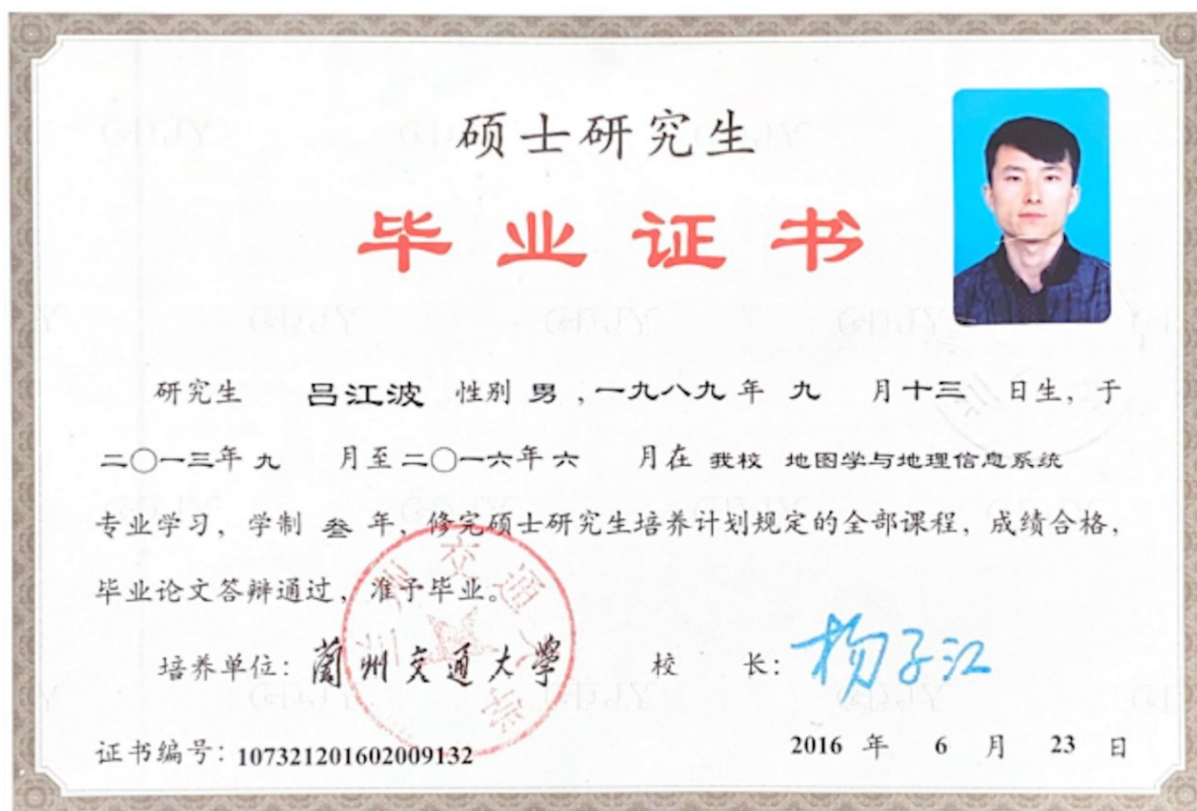 硕士研究生
毕业证书
研究生 吕江波 性别 男 , 一九八九 年 九 月 十三 日生, 于
二〇一三年 九 月至 二〇一六年 六 月在 我校 地图学与地理信息系统
专业学习, 学制 叁 年, 修完硕士研究生培养计划规定的全部课程, 成绩合格,
毕业论文答辩通过, 准予毕业。
培养单位: 蘭州交通大學 校 长: 杨子江
证书编号: 107321201602009132 2016 年 6 月 23 日